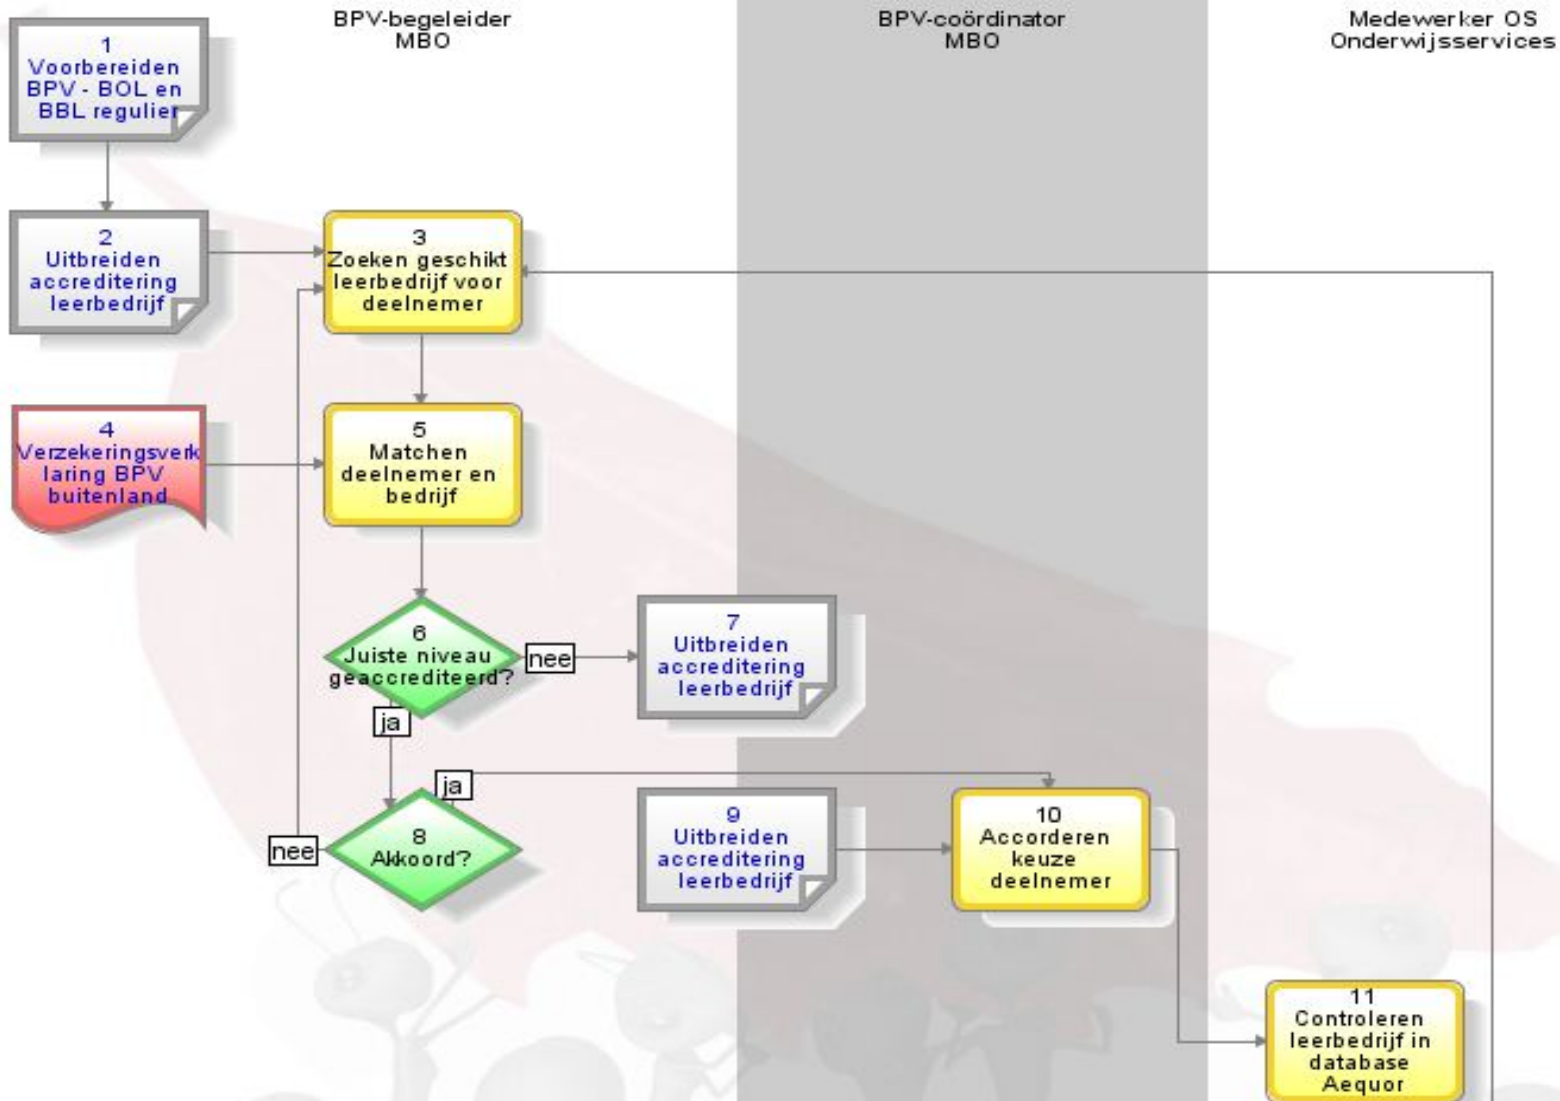 BPV-begeleider
MBO
BPV-coördinator
MBO
Medewerker OS
Onderwijsservices
1
Voorbereiden
BPV - BOL en
BBL regulier
2
Uitbreiden
accreditering
leerbedrijf
3
Zoeken geschikt
leerbedrijf voor
deelnemer
4
Verzekeringsverk
laring BPV
buitenland
5
Matchen
deelnemer en
bedrijf
6
Juiste niveau
geaccrediteerd?
nee
7
Uitbreiden
accreditering
leerbedrijf
ja
ja
8
Akkoord?
nee
9
Uitbreiden
accreditering
leerbedrijf
10
Accorderen
keuze
deelnemer
11
Controleren
leerbedrijf in
database
Aequor